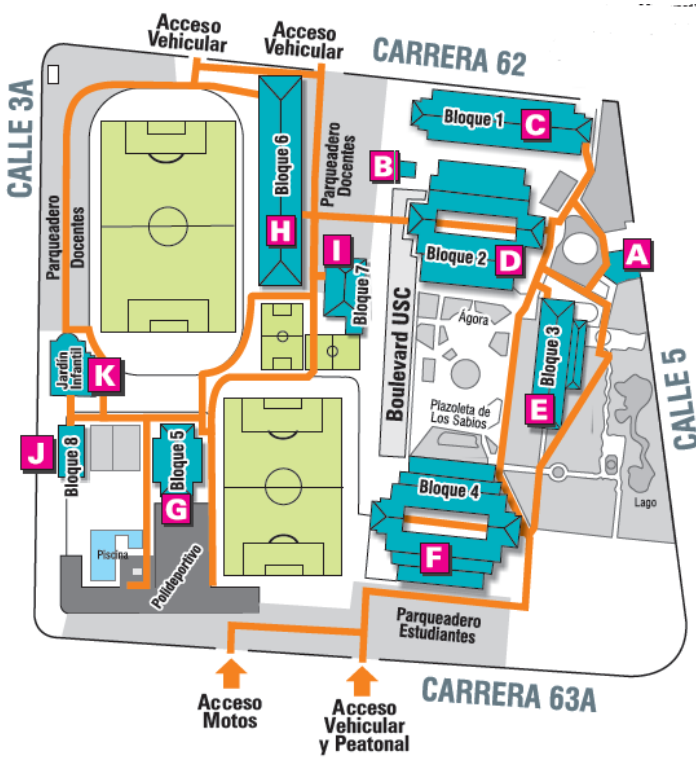 Acceso
Vehicular
Acceso
Vehicular
CARRERA 62
CALLE 3A
Bloque 1
C
Bloque 6
Parqueadero
Docentes
B
Parqueadero
Docentes
H
I
Bloque 2
D
A
Bloque 7
Boulevard USC
Ágora
Bloque 3
Jardín
Infantil
K
E
CALLE 5
Plazoleta de
Los Sabios
J
Bloque 8
Bloque 5
G
Bloque 4
Lago
F
Piscina
Polideportivo
Parqueadero
Estudiantes
Acceso
Motos
Acceso
Vehicular
y Peatonal
CARRERA 63A